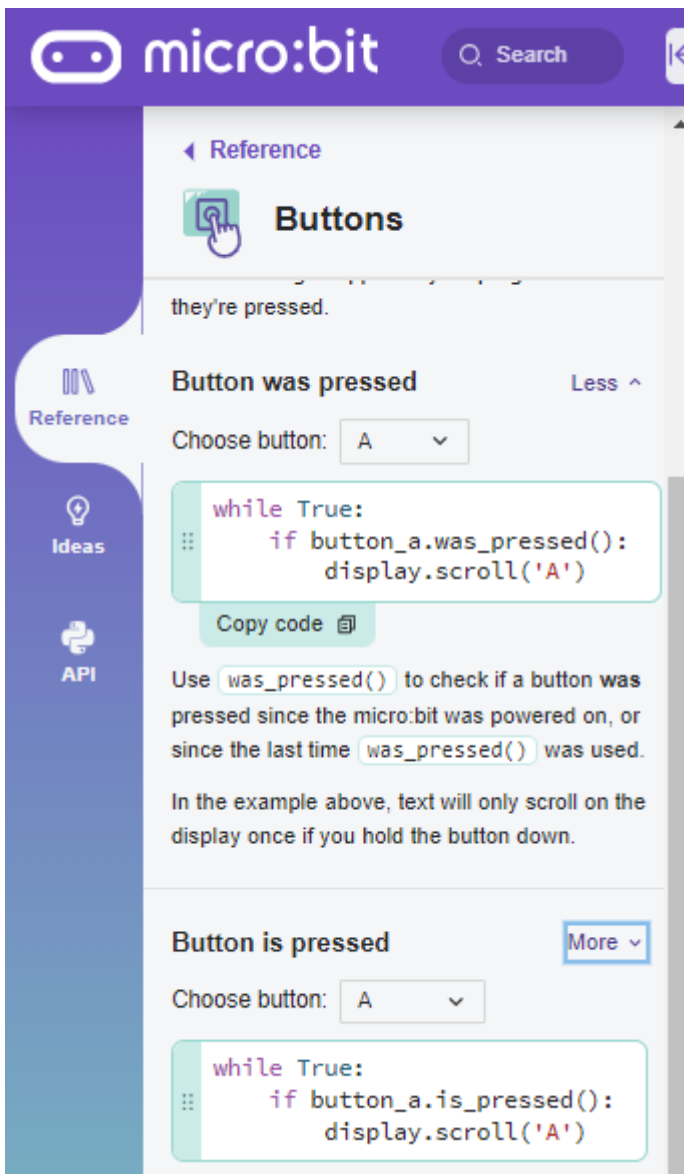 micro:bit
Search
Reference
Buttons
they're pressed.
Reference
Ideas
API
Button was pressed
Less
Choose button: A
while True:
    if button_a.was_pressed():
        display.scroll('A')
Copy code
Use was_pressed() to check if a button was
pressed since the micro:bit was powered on, or
since the last time was_pressed() was used.
In the example above, text will only scroll on the
display once if you hold the button down.
Button is pressed
More
Choose button: A
while True:
    if button_a.is_pressed():
        display.scroll('A')